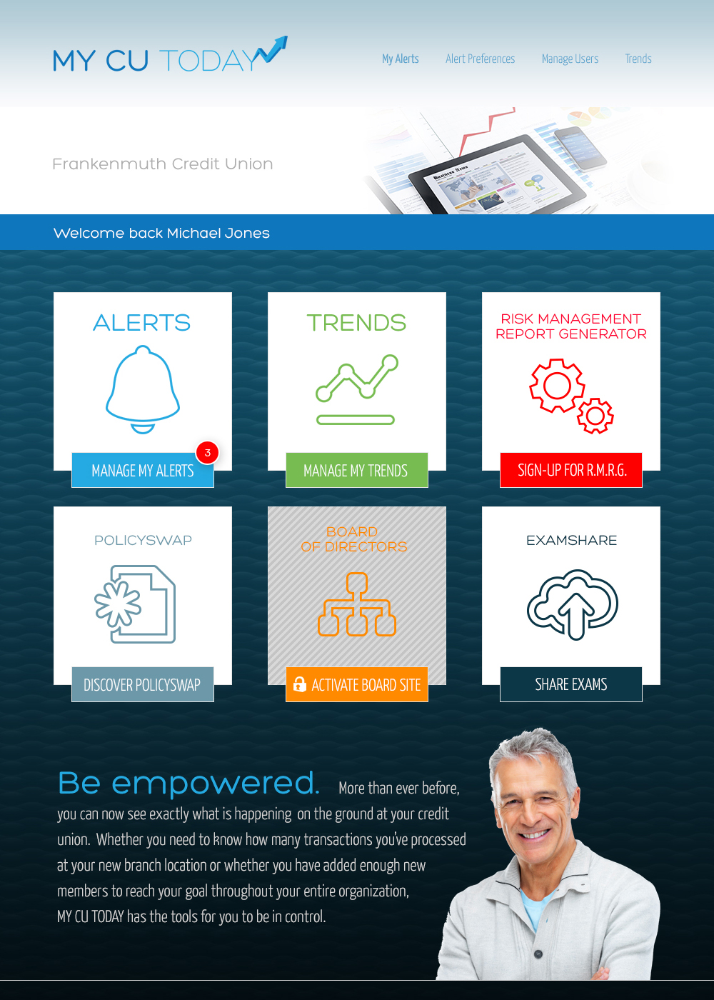 MY CU TODAY
My Alerts Alert Preferences Manage Users Trends
Business News
Frankenmuth Credit Union
Welcome back Michael Jones
ALERTS
TRENDS
RISK MANAGEMENT
REPORT GENERATOR
3
MANAGE MY ALERTS
MANAGE MY TRENDS
SIGN-UP FOR R.M.R.G.
POLICYSWAP
BOARD
OF DIRECTORS
EXAMSHARE
DISCOVER POLICYSWAP
ACTIVATE BOARD SITE
SHARE EXAMS
Be empowered. More than ever before,
you can now see exactly what is happening on the ground at your credit
union. Whether you need to know how many transactions you've processed
at your new branch location or whether you have added enough new
members to reach your goal throughout your entire organization,
MY CU TODAY has the tools for you to be in control.